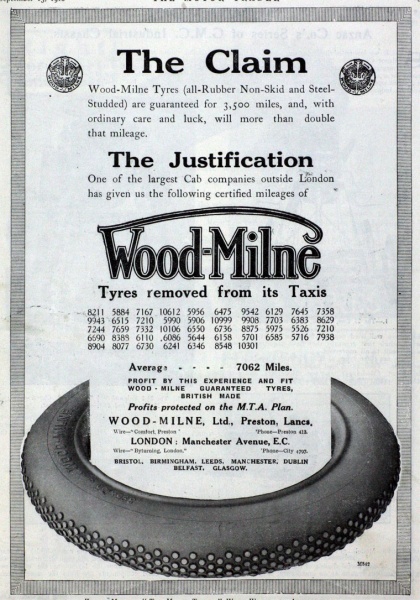 THE MOTOR TRADER
The Claim
Wood-Milne Tyres (all-Rubber Non-Skid and Steel-
Studded) are guaranteed for 3,500 miles, and, with
ordinary care and luck, will more than double
that mileage.
The Justification
One of the largest Cab companies outside London
has given us the following certified mileages of
Wood-Milne
Tyres removed from its Taxis
8211 5884 7167 10612 5956 6475 9542 6129 7645 7358
9943 6515 7210 5990 5906 10999 9908 7703 6383 8629
7244 7659 7332 10106 6550 6736 8875 5975 5526 7210
6690 8385 6110 6086 5644 6158 5701 6585 5716 7938
8904 8077 6730 6241 6346 8548 10301
Average - - - - 7062 Miles.
PROFIT BY THIS EXPERIENCE AND FIT
WOOD-MILNE GUARANTEED TYRES,
BRITISH MADE
Profits protected on the M.T.A. Plan.
WOOD-MILNE, Ltd., Preston, Lancs.
Wire—"Comfort, Preston" 'Phone—Preston 413.
LONDON: Manchester Avenue, E.C.
Wire—"Byturning, London." 'Phone—City 4797.
BRISTOL, BIRMINGHAM, LEEDS, MANCHESTER, DUBLIN
BELFAST, GLASGOW.